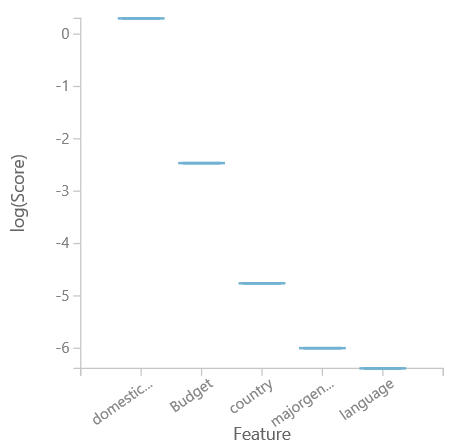 0
-1
-2
-3
-4
-5
-6
log(Score)
domestic...
Budget
country
majorgen...
language
Feature